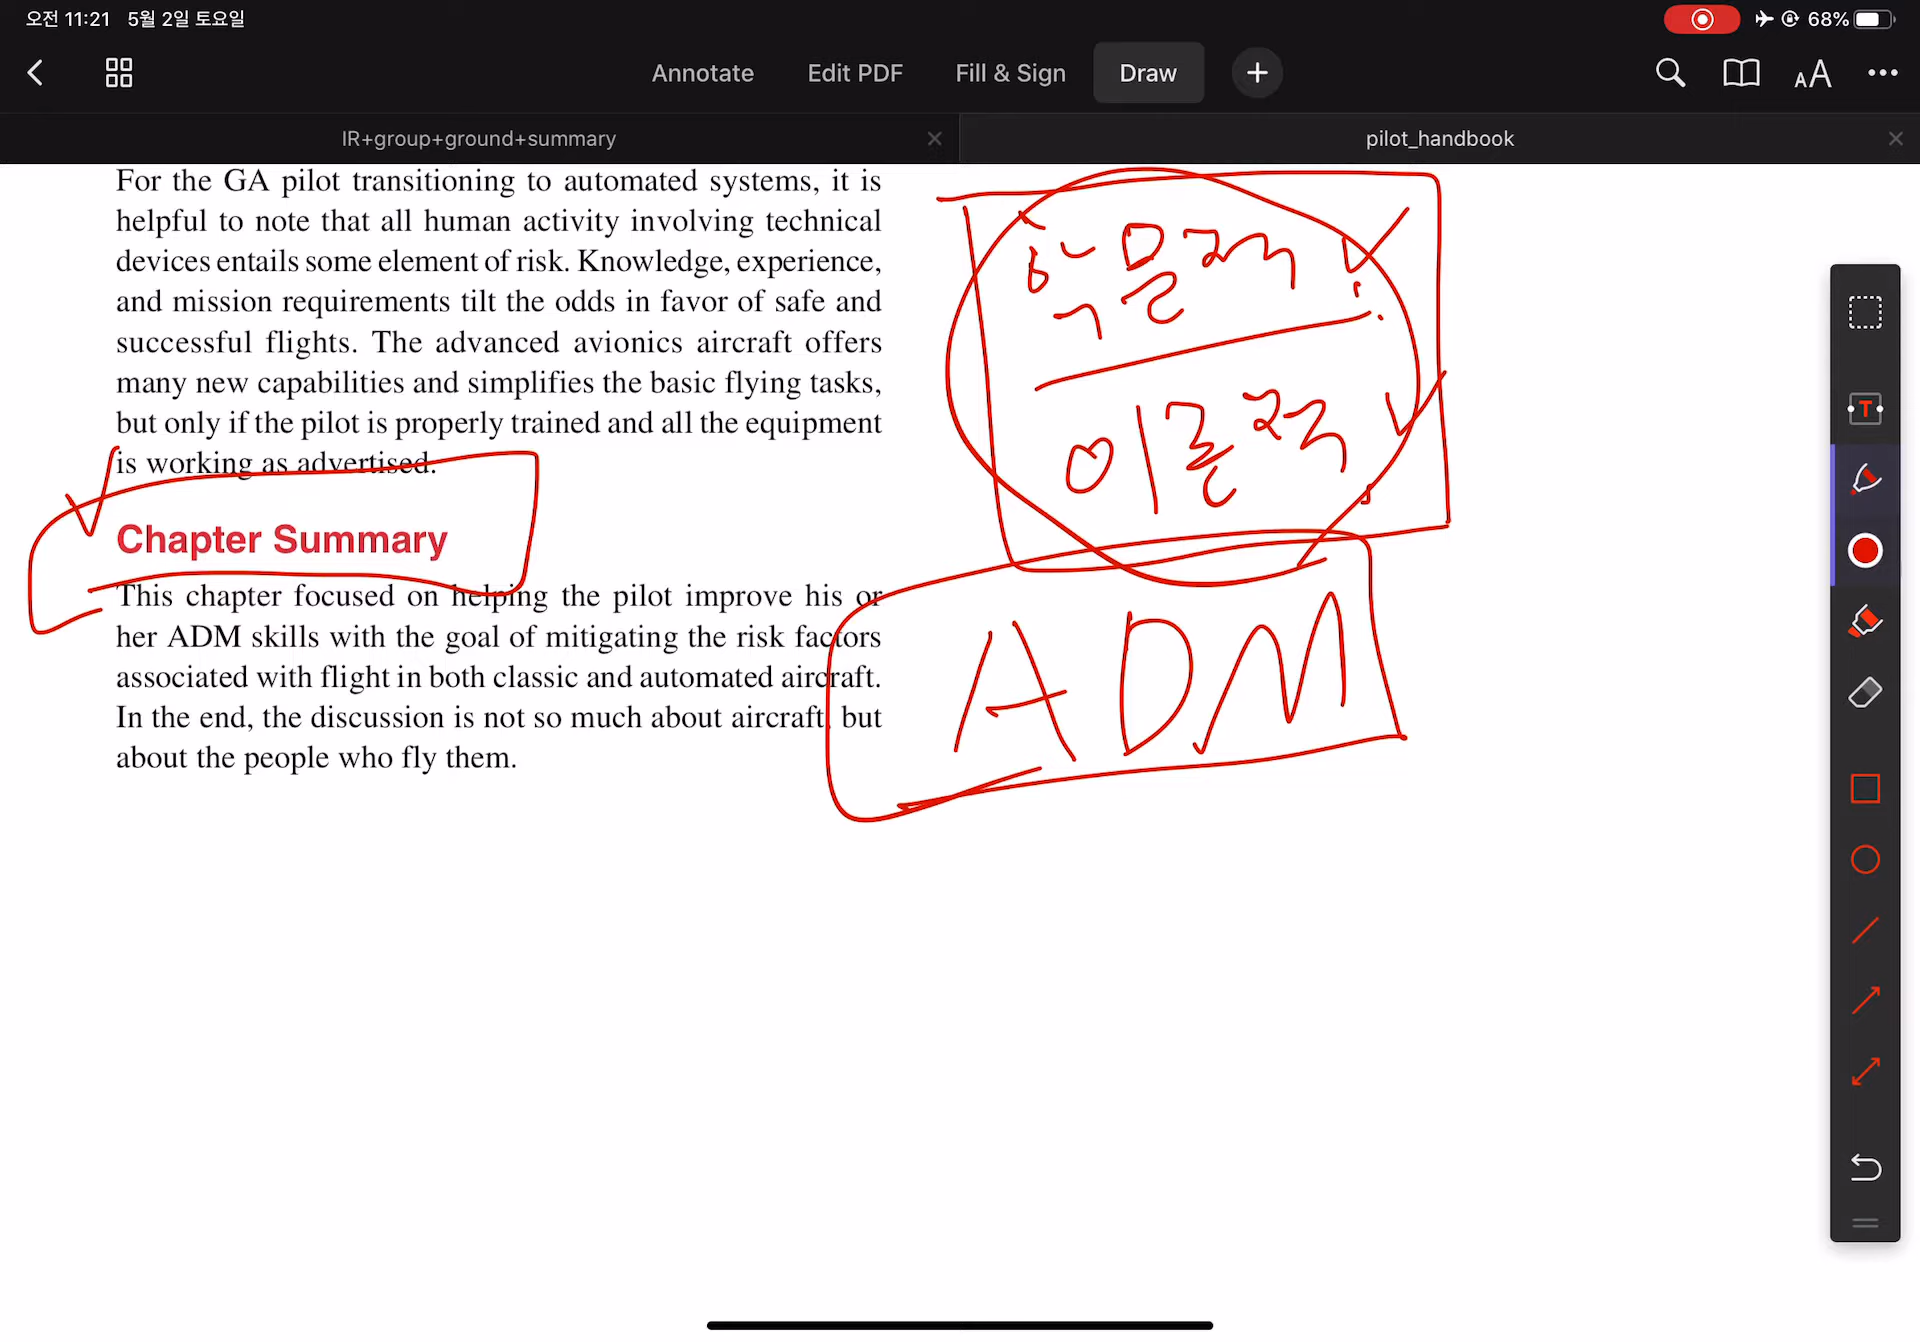 오전 11:21 5월 2일 토요일
68%
Annotate Edit PDF Fill & Sign Draw
AA
IR+group+ground+summary
pilot_handbook
For the GA pilot transitioning to automated systems, it is
helpful to note that all human activity involving technical
devices entails some element of risk. Knowledge, experience,
and mission requirements tilt the odds in favor of safe and
successful flights. The advanced avionics aircraft offers
many new capabilities and simplifies the basic flying tasks,
but only if the pilot is properly trained and all the equipment
is working as advertised.
Chapter Summary
This chapter focused on helping the pilot improve his or
her ADM skills with the goal of mitigating the risk factors
associated with flight in both classic and automated aircraft.
In the end, the discussion is not so much about aircraft, but
about the people who fly them.
학문적
이론적
ADM
T